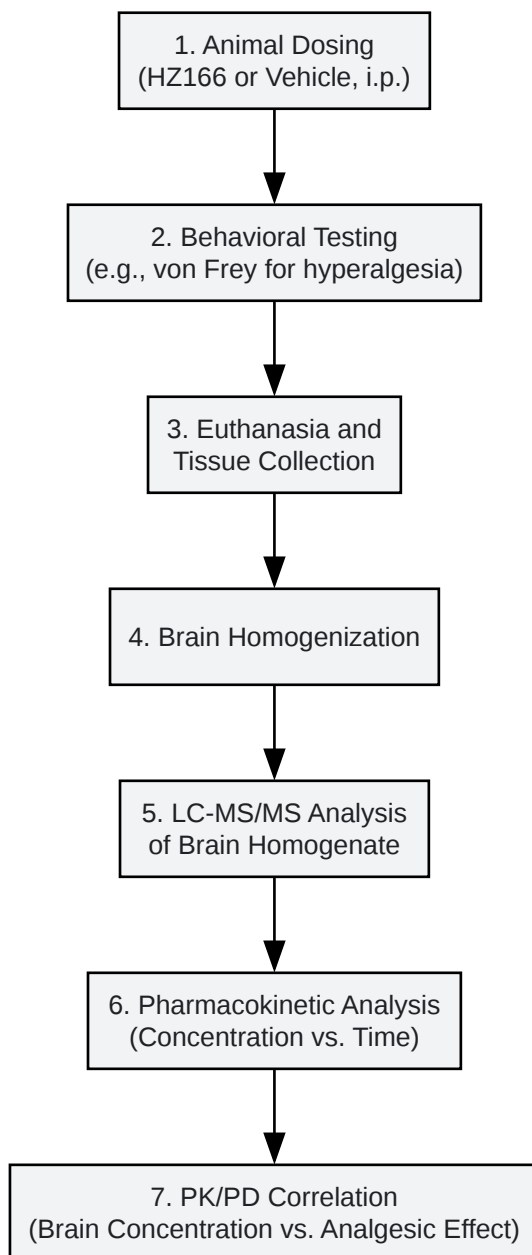 1. Animal Dosing
(HZ166 or Vehicle, i.p.)
2. Behavioral Testing
(e.g., von Frey for hyperalgesia)
3. Euthanasia and
Tissue Collection
4. Brain Homogenization
5. LC-MS/MS Analysis
of Brain Homogenate
6. Pharmacokinetic Analysis
(Concentration vs. Time)
7. PK/PD Correlation
(Brain Concentration vs. Analgesic Effect)